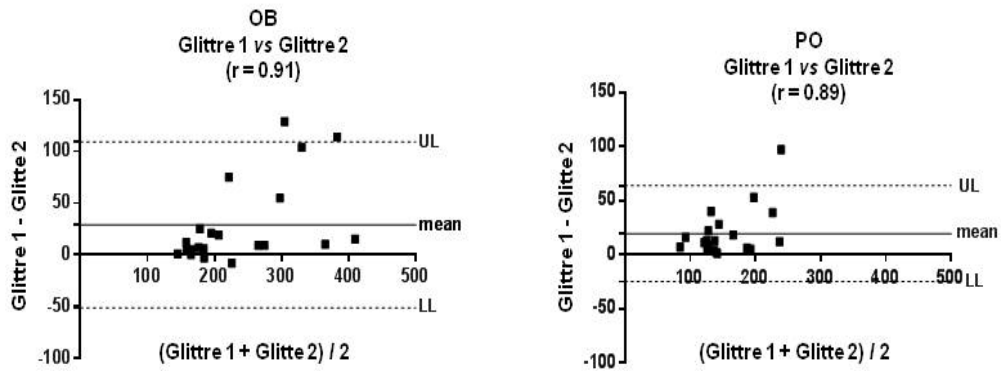 OB
Glittre 1 vs Glittre 2
(r = 0.91)
150
100
50
0
-50
-100
Glittre 1 - Glitte 2
UL
mean
LL
100 200 300 400 500
(Glittre 1 + Glitte 2) / 2
PO
Glittre 1 vs Glittre 2
(r = 0.89)
150
100
50
0
-50
-100
Glittre 1 - Glitte 2
UL
mean
LL
100 200 300 400 500
(Glittre 1 + Glitte 2) / 2